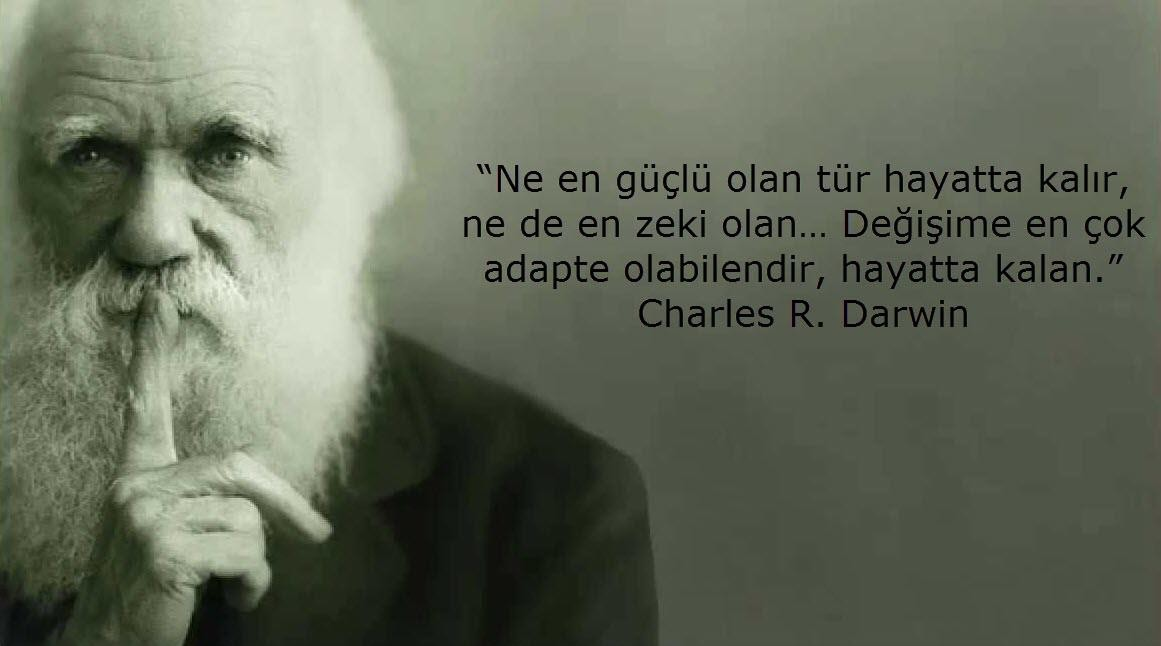 “Ne en güçlü olan tür hayatta kalır,
ne de en zeki olan… Değişime en çok
adapte olabilendir, hayatta kalan.”
Charles R. Darwin